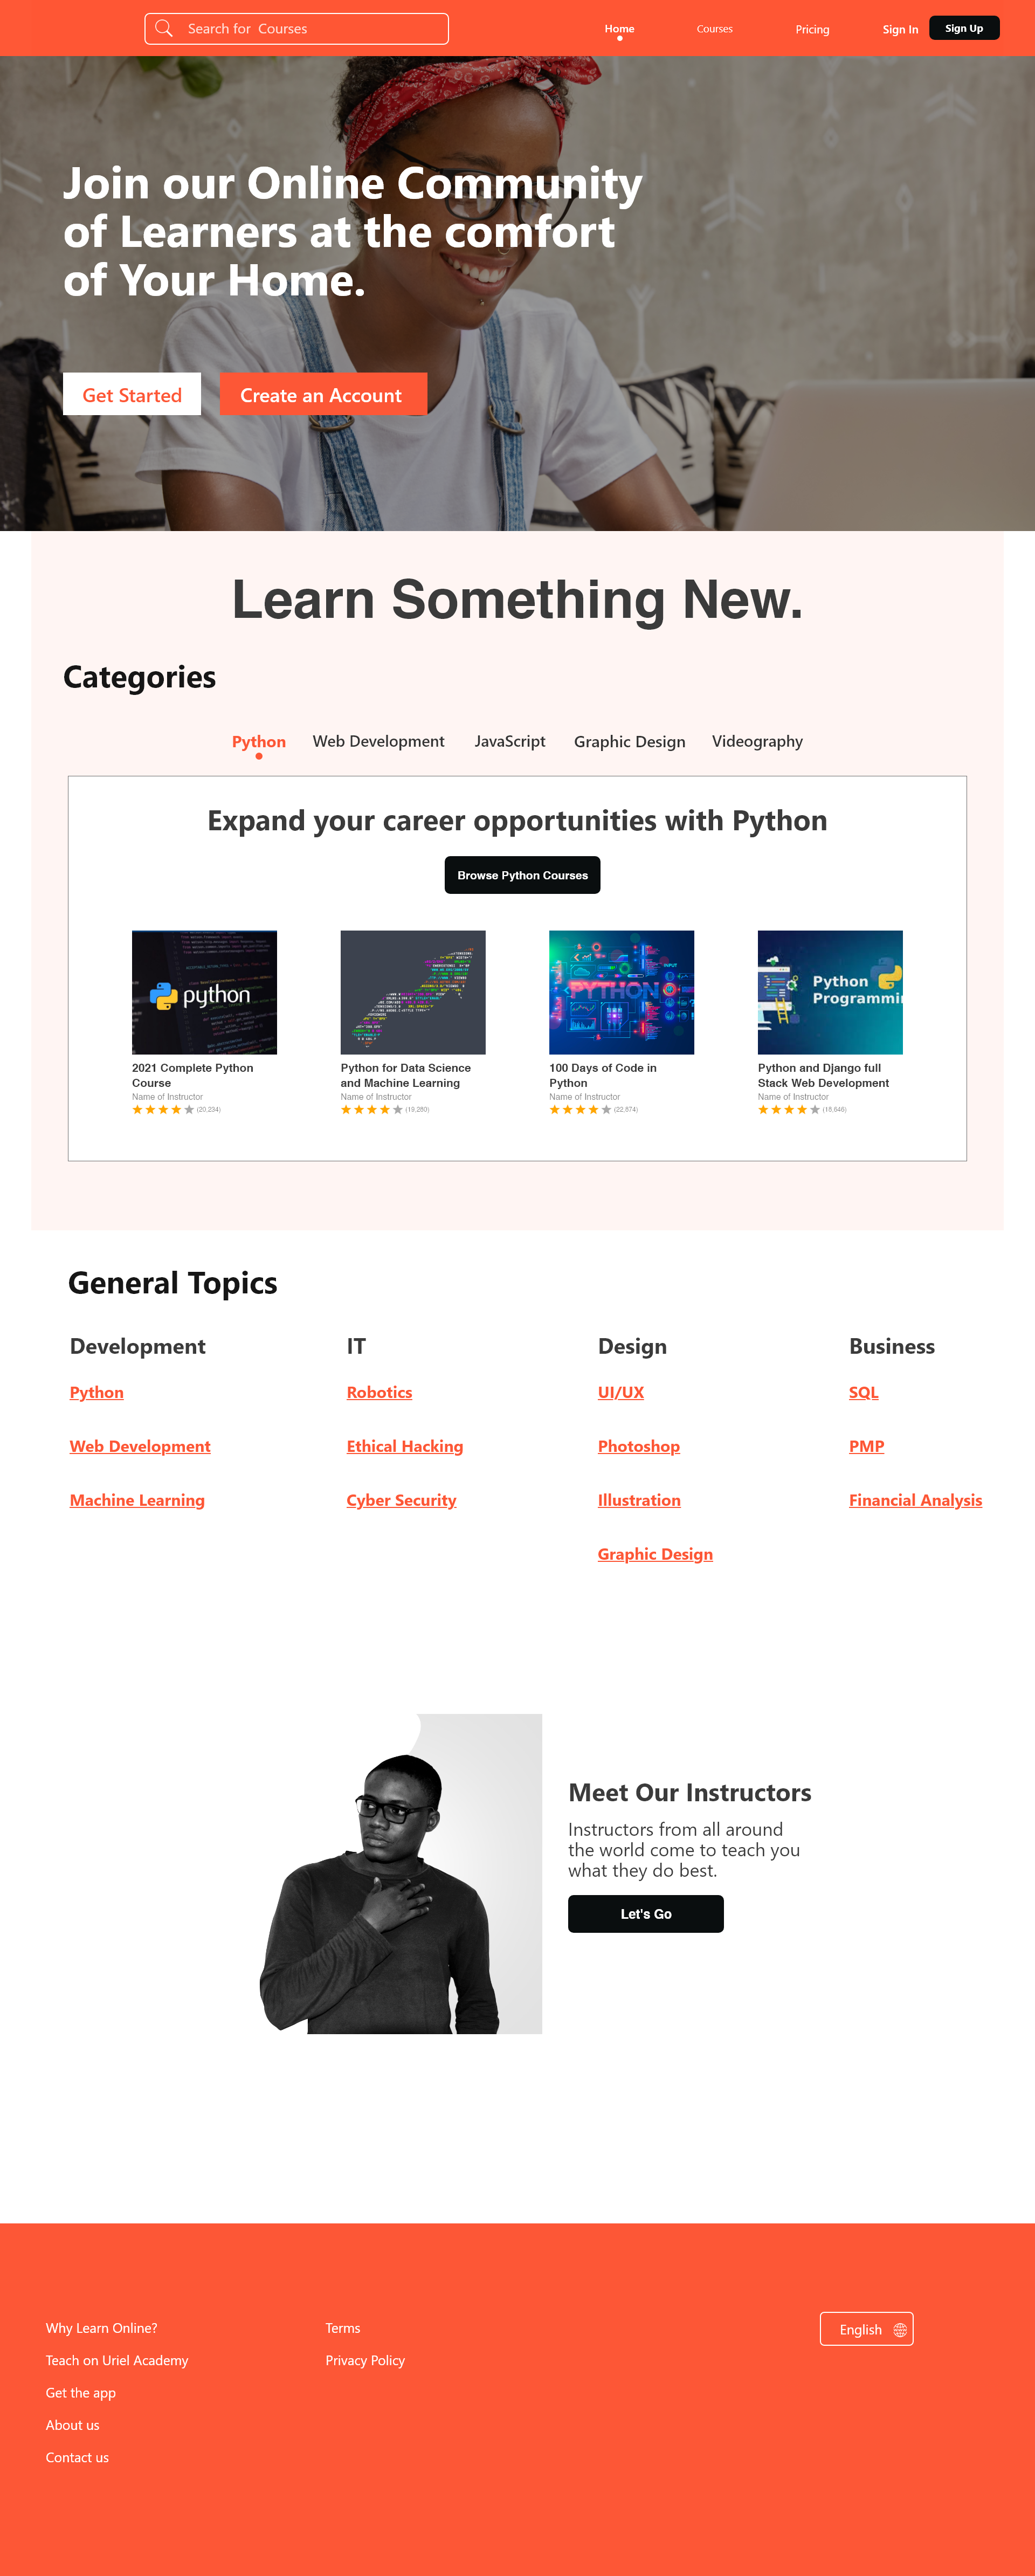 Search for  Courses
Home
Courses
Pricing
Sign In
Sign Up
Join our Online Community
of Learners at the comfort
of Your Home.
Get Started
Create an Account
Learn Something New.
Categories
Python
Web Development
JavaScript
Graphic Design
Videography
Expand your career opportunities with Python
Browse Python Courses
python
PYTHON
INPUT
Python
Programmin
2021 Complete Python
Course
Name of Instructor
(20,234)
Python for Data Science
and Machine Learning
Name of Instructor
(19,280)
100 Days of Code in
Python
Name of Instructor
(22,874)
Python and Django full
Stack Web Development
Name of Instructor
(18,646)
General Topics
Development
Python
Web Development
Machine Learning
IT
Robotics
Ethical Hacking
Cyber Security
Design
UI/UX
Photoshop
Illustration
Graphic Design
Business
SQL
PMP
Financial Analysis
Meet Our Instructors
Instructors from all around
the world come to teach you
what they do best.
Let's Go
Why Learn Online?
Teach on Uriel Academy
Get the app
About us
Contact us
Terms
Privacy Policy
English